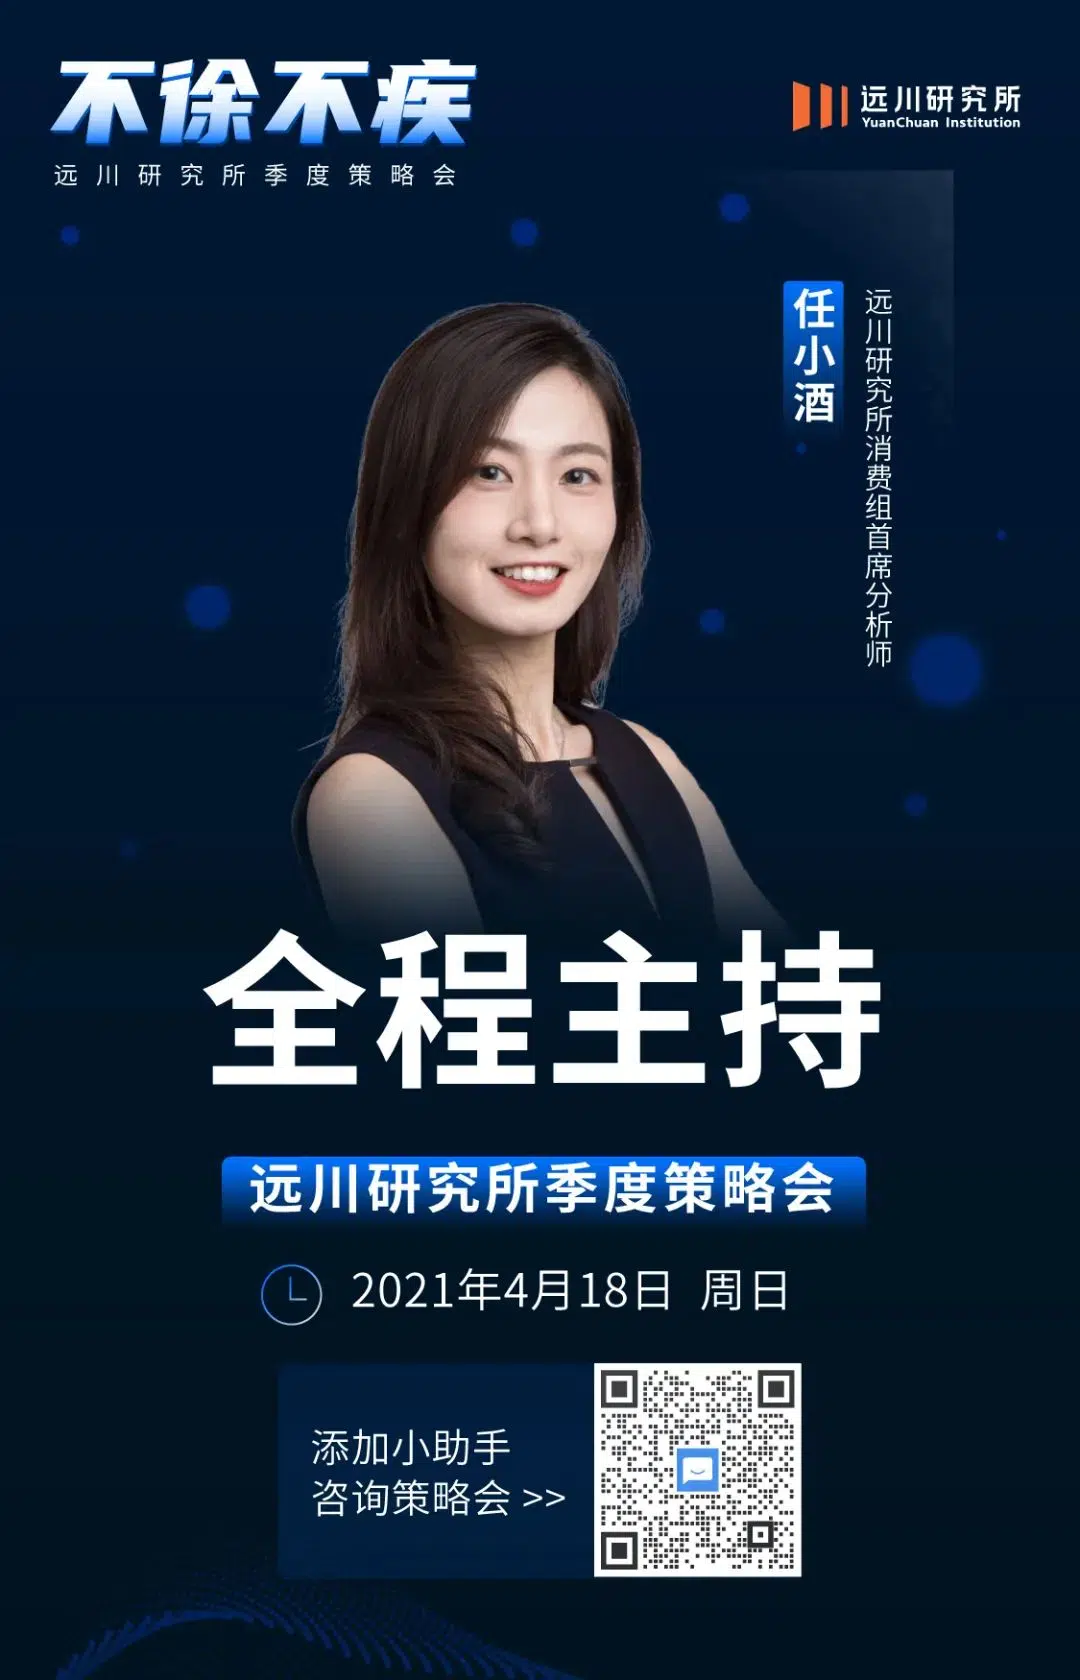 不徐不疾
远川研究所季度策略会
远川研究所
YuanChuan Institution
任小酒
远川研究所消费组首席分析师
全程主持
远川研究所季度策略会
2021年4月18日 周日
添加小助手
咨询策略会 >>